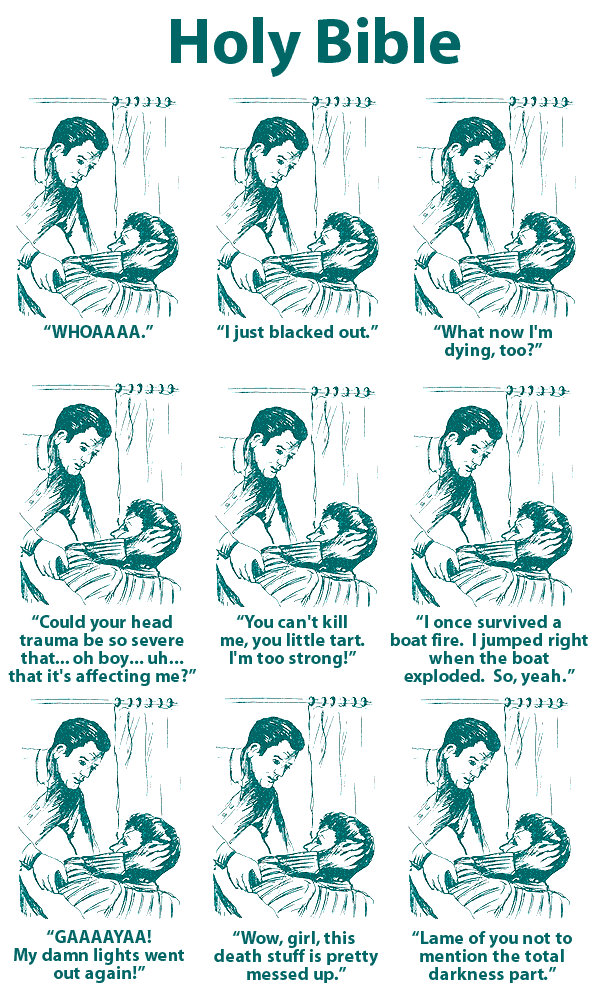 Holy Bible
“WHOAAAA.”
“I just blacked out.”
“What now I'm
dying, too?”
“Could your head
trauma be so severe
that... oh boy... uh...
that it's affecting me?”
“You can't kill
me, you little tart.
I'm too strong!”
“I once survived a
boat fire.  I jumped right
when the boat
exploded.  So, yeah.”
“GAAAAYAA!
My damn lights went
out again!”
“Wow, girl, this
death stuff is pretty
messed up.”
“Lame of you not to
mention the total
darkness part.”